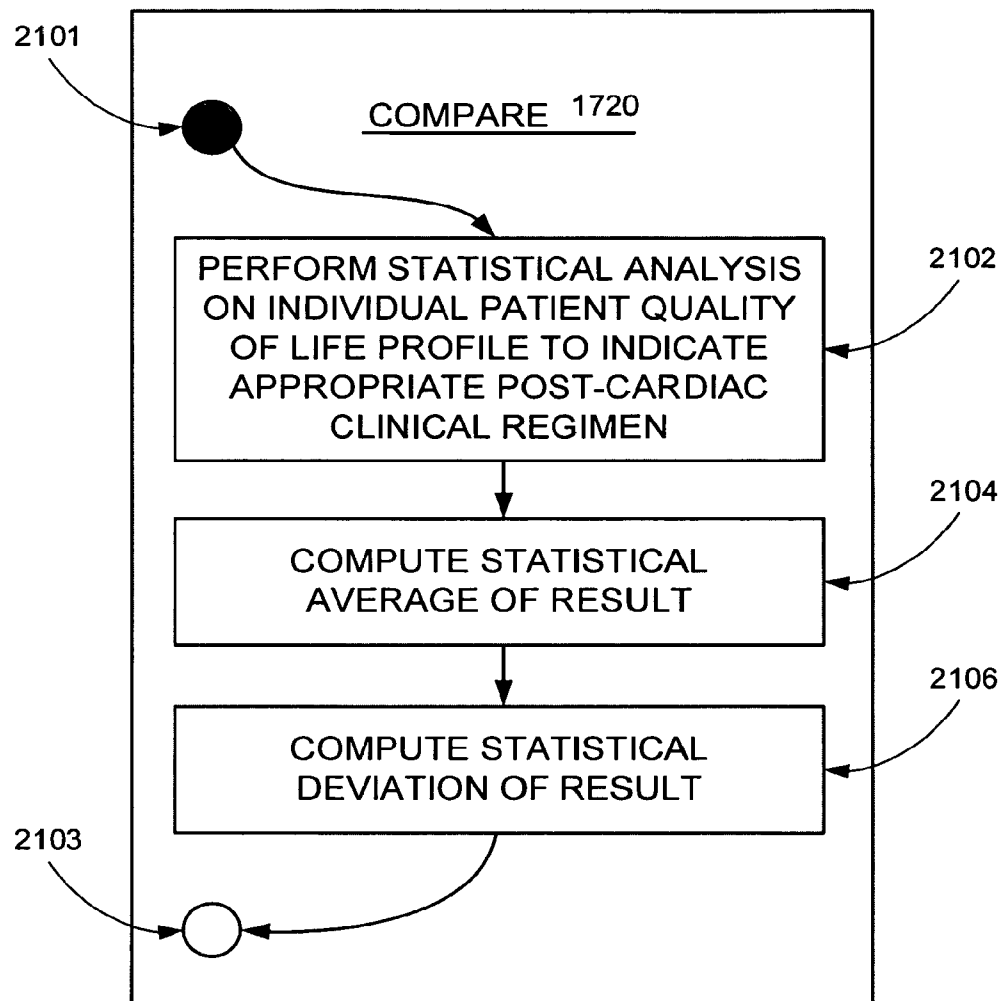 2101
COMPARE 1720
PERFORM STATISTICAL ANALYSIS
ON INDIVIDUAL PATIENT QUALITY
OF LIFE PROFILE TO INDICATE
APPROPRIATE POST-CARDIAC
CLINICAL REGIMEN
2102
COMPUTE STATISTICAL
AVERAGE OF RESULT
2104
COMPUTE STATISTICAL
DEVIATION OF RESULT
2106
2103